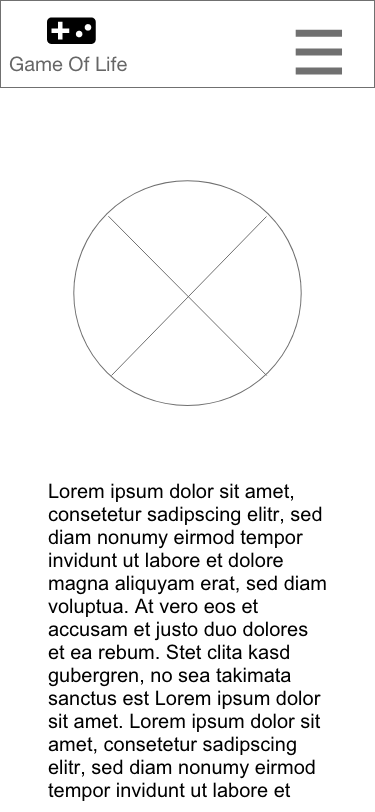 Game Of Life
Lorem ipsum dolor sit amet,
consetetur sadipscing elitr, sed
diam nonumy eirmod tempor
invidunt ut labore et dolore
magna aliquyam erat, sed diam
voluptua. At vero eos et
accusam et justo duo dolores
et ea rebum. Stet clita kasd
gubergren, no sea takimata
sanctus est Lorem ipsum dolor
sit amet. Lorem ipsum dolor sit
amet, consetetur sadipscing
elitr, sed diam nonumy eirmod
tempor invidunt ut labore et